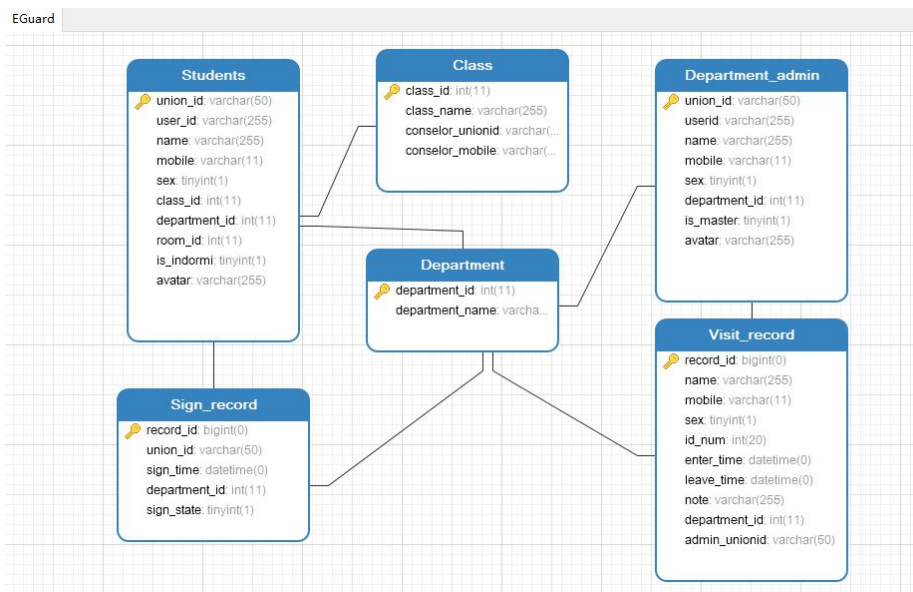 EGuard
Students
union_id: varchar(50)
user_id: varchar(255)
name: varchar(255)
mobile: varchar(11)
sex: tinyint(1)
class_id: int(11)
department_id: int(11)
room_id: int(11)
is_indormi: tinyint(1)
avatar: varchar(255)
Class
class_id: int(11)
class_name: varchar(255)
conselor_unionid: varchar(...
conselor_mobile: varchar(...
Department_admin
union_id: varchar(50)
userid: varchar(255)
name: varchar(255)
mobile: varchar(11)
sex: tinyint(1)
department_id: int(11)
is_master: tinyint(1)
avatar: varchar(255)
Department
department_id: int(11)
department_name: varcha...
Sign_record
record_id: bigint(0)
union_id: varchar(50)
sign_time: datetime(0)
department_id: int(11)
sign_state: tinyint(1)
Visit_record
record_id: bigint(0)
name: varchar(255)
mobile: varchar(11)
sex: tinyint(1)
id_num: int(20)
enter_time: datetime(0)
leave_time: datetime(0)
note: varchar(255)
department_id: int(11)
admin_unionid: varchar(50)